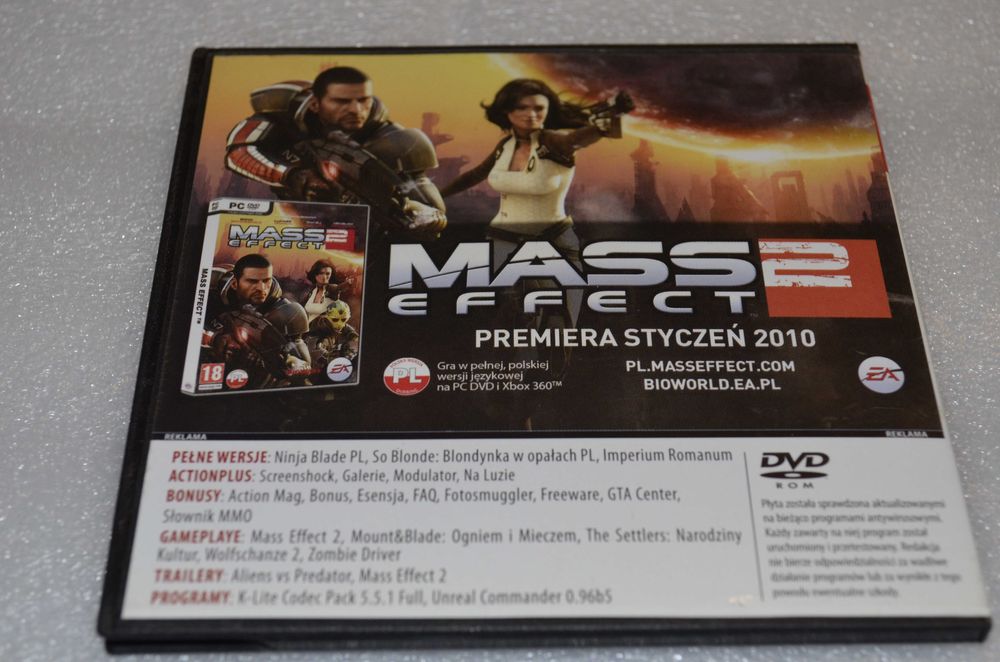 N7
PC DVD
MASS
EFFECT 2
MASS EFFECT™
18
PL
EA
MASS
EFFECT 2
PREMIERA STYCZEŃ 2010
PL
Gra w pełnej, polskiej
wersji językowej
na PC DVD i Xbox 360™
PL.MASSEFFECT.COM
BIOWORLD.EA.PL
EA
REKLAMA
REKLAMA
PEŁNE WERSJE: Ninja Blade PL, So Blonde: Blondynka w opałach PL, Imperium Romanum
ACTIONPLUS: Screenshock, Galerie, Modulator, Na Luzie
BONUSY: Action Mag, Bonus, Esensja, FAQ, Fotosmuggler, Freeware, GTA Center,
Słownik MMO
GAMEPLAYE: Mass Effect 2, Mount&Blade: Ogniem i Mieczem, The Settlers: Narodziny
Kultur, Wolfschanze 2, Zombie Driver
TRAILERY: Aliens vs Predator, Mass Effect 2
PROGRAMY: K-Lite Codec Pack 5.5.1 Full, Unreal Commander 0.96b5
DVD
ROM
Płyta została sprawdzona aktualizowanymi
na bieżąco programami antywirusowymi.
Każdy zawarty na niej program został
uruchomiony i przetestowany. Redakcja
nie bierze odpowiedzialności za wadliwe
działanie programów lub za wynikłe z tego
powodu ewentualne szkody.